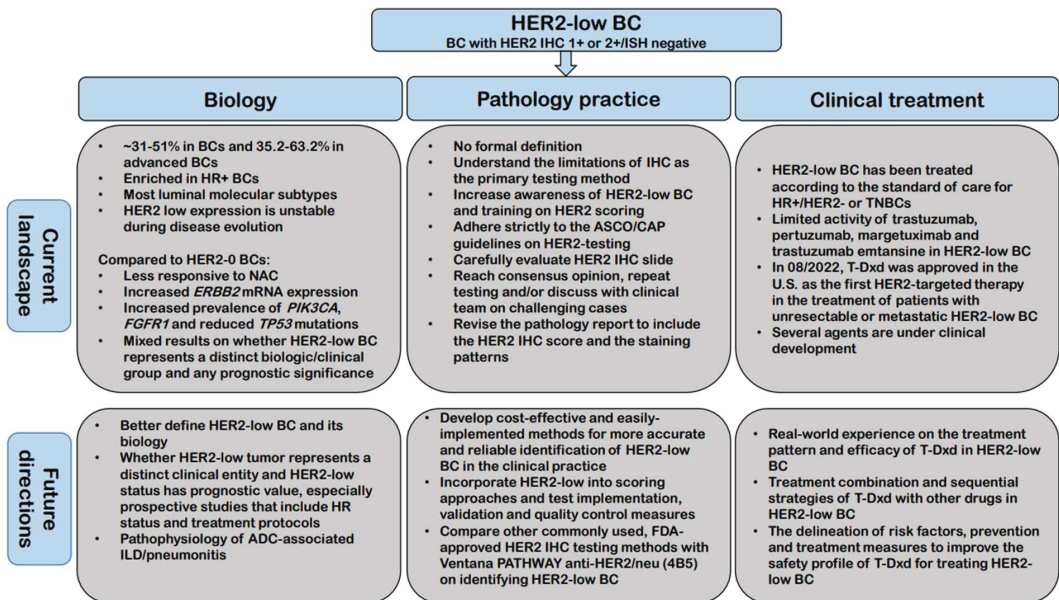 HER2-low BC
BC with HER2 IHC 1+ or 2+/ISH negative
Biology
Pathology practice
Clinical treatment
Current
landscape
• ~31-51% in BCs and 35.2-63.2% in
advanced BCs
• Enriched in HR+ BCs
• Most luminal molecular subtypes
• HER2 low expression is unstable
during disease evolution
Compared to HER2-0 BCs:
• Less responsive to NAC
• Increased ERBB2 mRNA expression
• Increased prevalence of PIK3CA,
FGFR1 and reduced TP53 mutations
• Mixed results on whether HER2-low BC
represents a distinct biologic/clinical
group and any prognostic significance
• No formal definition
• Understand the limitations of IHC as
the primary testing method
• Increase awareness of HER2-low BC
and training on HER2 scoring
• Adhere strictly to the ASCO/CAP
guidelines on HER2-testing
• Carefully evaluate HER2 IHC slide
• Reach consensus opinion, repeat
testing and/or discuss with clinical
team on challenging cases
• Revise the pathology report to include
the HER2 IHC score and the staining
patterns
• HER2-low BC has been treated
according to the standard of care for
HR+/HER2- or TNBCs
• Limited activity of trastuzumab,
pertuzumab, margetuximab and
trastuzumab emtansine in HER2-low BC
• In 08/2022, T-Dxd was approved in the
U.S. as the first HER2-targeted therapy
in the treatment of patients with
unresectable or metastatic HER2-low BC
• Several agents are under clinical
development
Future
directions
• Better define HER2-low BC and its
biology
• Whether HER2-low tumor represents a
distinct clinical entity and HER2-low
status has prognostic value, especially
prospective studies that include HR
status and treatment protocols
• Pathophysiology of ADC-associated
ILD/pneumonitis
• Develop cost-effective and easily-
implemented methods for more accurate
and reliable identification of HER2-low
BC in the clinical practice
• Incorporate HER2-low into scoring
approaches and test implementation,
validation and quality control measures
• Compare other commonly used, FDA-
approved HER2 IHC testing methods with
Ventana PATHWAY anti-HER2/neu (4B5)
on identifying HER2-low BC
• Real-world experience on the treatment
pattern and efficacy of T-Dxd in HER2-low
BC
• Treatment combination and sequential
strategies of T-Dxd with other drugs in
HER2-low BC
• The delineation of risk factors, prevention
and treatment measures to improve the
safety profile of T-Dxd for treating HER2-
low BC